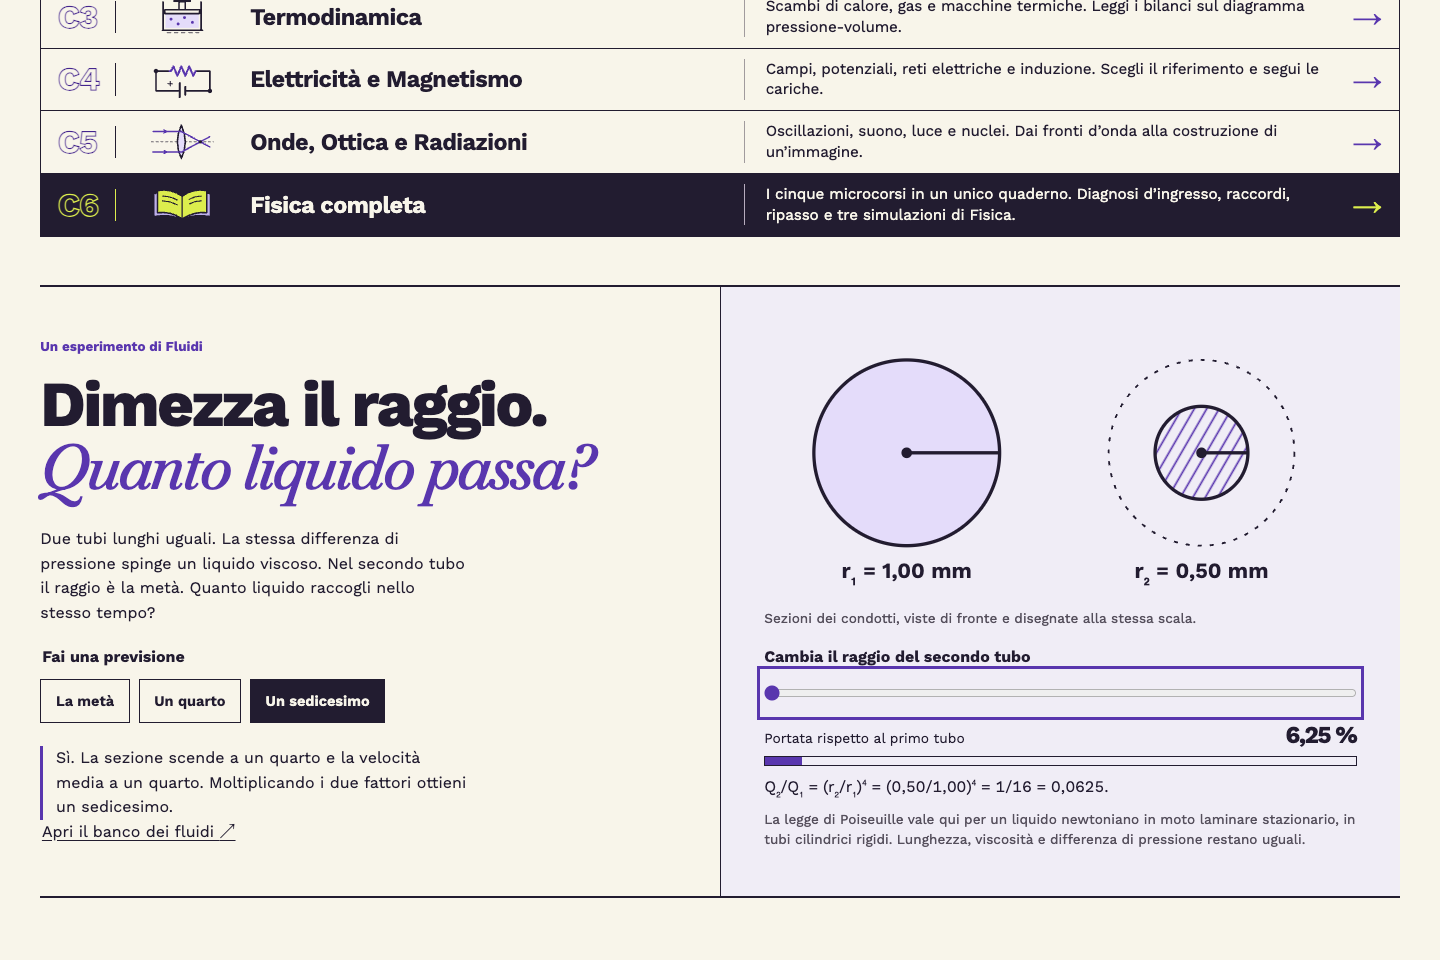 C3
Termodinamica
Scambi di calore, gas e macchine termiche. Leggi i bilanci sul diagramma
pressione-volume.
→
C4
Elettricità e Magnetismo
Campi, potenziali, reti elettriche e induzione. Scegli il riferimento e segui le
cariche.
→
C5
Onde, Ottica e Radiazioni
Oscillazioni, suono, luce e nuclei. Dai fronti d’onda alla costruzione di
un’immagine.
→
C6
Fisica completa
I cinque microcorsi in un unico quaderno. Diagnosi d’ingresso, raccordi,
ripasso e tre simulazioni di Fisica.
→
Un esperimento di Fluidi
Dimezza il raggio.
Quanto liquido passa?
Due tubi lunghi uguali. La stessa differenza di
pressione spinge un liquido viscoso. Nel secondo tubo
il raggio è la metà. Quanto liquido raccogli nello
stesso tempo?
Fai una previsione
La metà
Un quarto
Un sedicesimo
Sì. La sezione scende a un quarto e la velocità
media a un quarto. Moltiplicando i due fattori ottieni
un sedicesimo.
Apri il banco dei fluidi ↗
r₁ = 1,00 mm
r₂ = 0,50 mm
Sezioni dei condotti, viste di fronte e disegnate alla stessa scala.
Cambia il raggio del secondo tubo
Portata rispetto al primo tubo
6,25 %
Q₂/Q₁ = (r₂/r₁)⁴ = (0,50/1,00)⁴ = 1/16 = 0,0625.
La legge di Poiseuille vale qui per un liquido newtoniano in moto laminare stazionario, in
tubi cilindrici rigidi. Lunghezza, viscosità e differenza di pressione restano uguali.